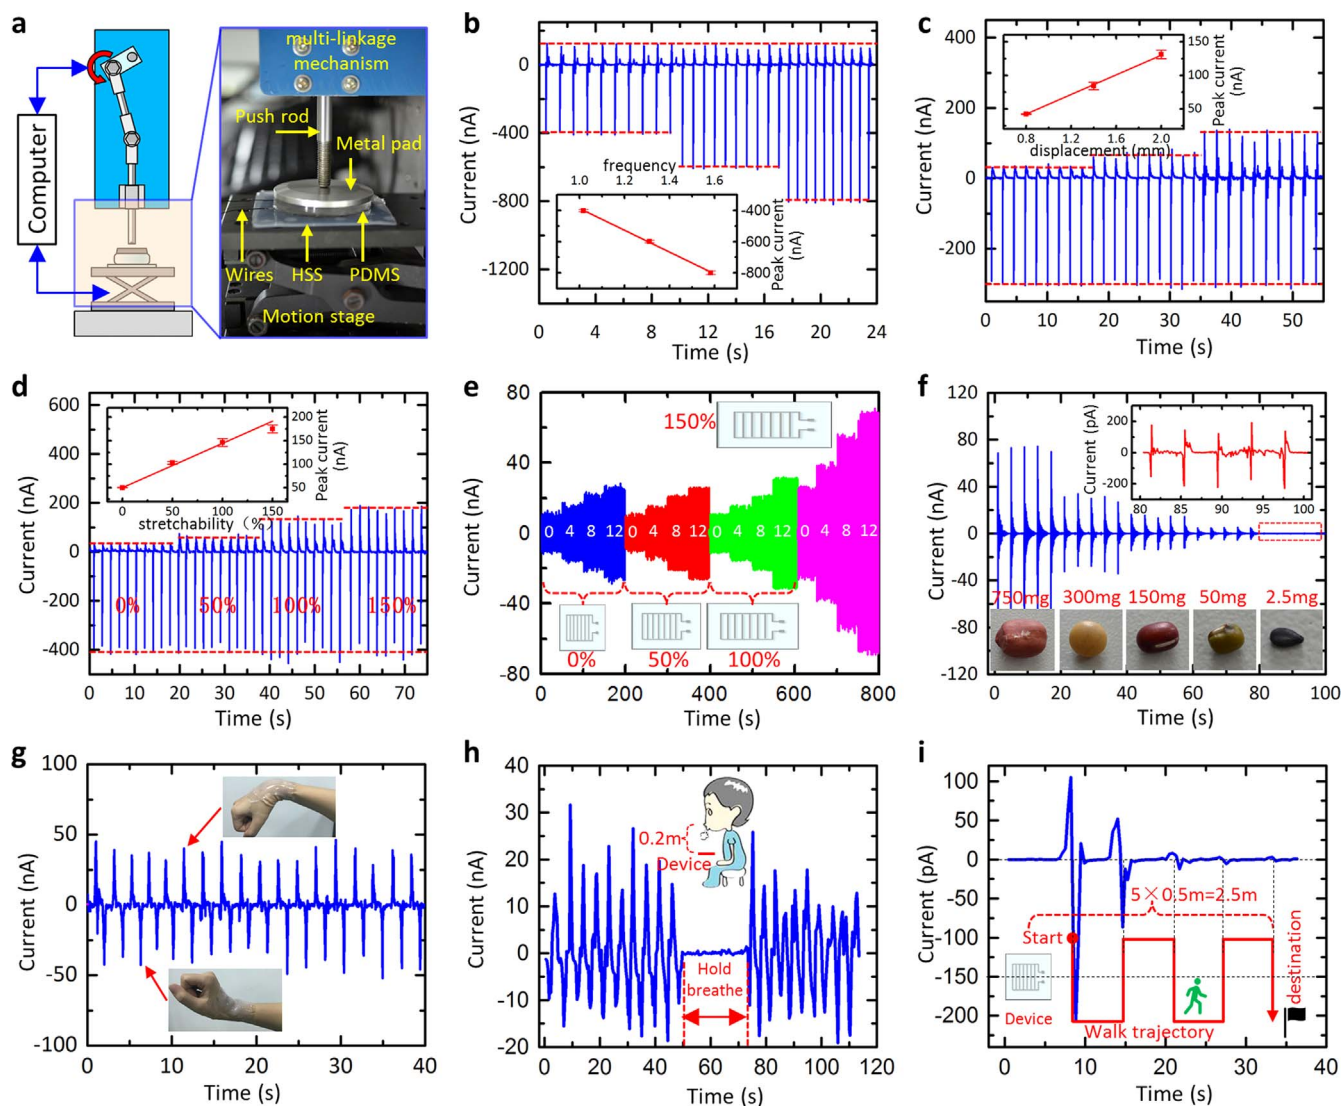 a
Computer
multi-linkage
mechanism
Push rod
Metal pad
Wires HSS PDMS
Motion stage
b
Current (nA)
0
-400
-800
-1200
frequency
1.0 1.2 1.4 1.6
-400
-600
-800
Peak current
(nA)
0 4 8 12 16 20 24
Time (s)
c
Current (nA)
400
200
0
-200
150
100
50
Peak current
(nA)
0.8 1.2 1.6 2.0
displacement (mm)
0 10 20 30 40 50
Time (s)
d
Current (nA)
600
400
200
0
-200
-400
200
150
100
50
Peak current
(nA)
0 50 100 150
stretchability (%)
0% 50% 100% 150%
0 10 20 30 40 50 60 70
Time (s)
e
Current (nA)
80
40
0
-40
-80
150%
0 4 8 12 0 4 8 12 0 4 8 12 0 4 8 12
0% 50% 100%
0 200 400 600 800
Time (s)
f
Current (nA)
120
80
40
0
-40
-80
-120
Current (pA)
200
0
-200
80 85 90 95 100
750mg 300mg 150mg 50mg 2.5mg
0 20 40 60 80 100
Time (s)
g
Current (nA)
100
50
0
-50
-100
0 10 20 30 40
Time (s)
h
Current (nA)
40
30
20
10
0
-10
-20
0.2m
Device
Hold
breathe
0 20 40 60 80 100 120
Time (s)
i
Current (pA)
100
50
0
-50
-100
-150
-200
5×0.5m=2.5m
Start
Device
Walk trajectory
destination
0 10 20 30 40
Time (s)